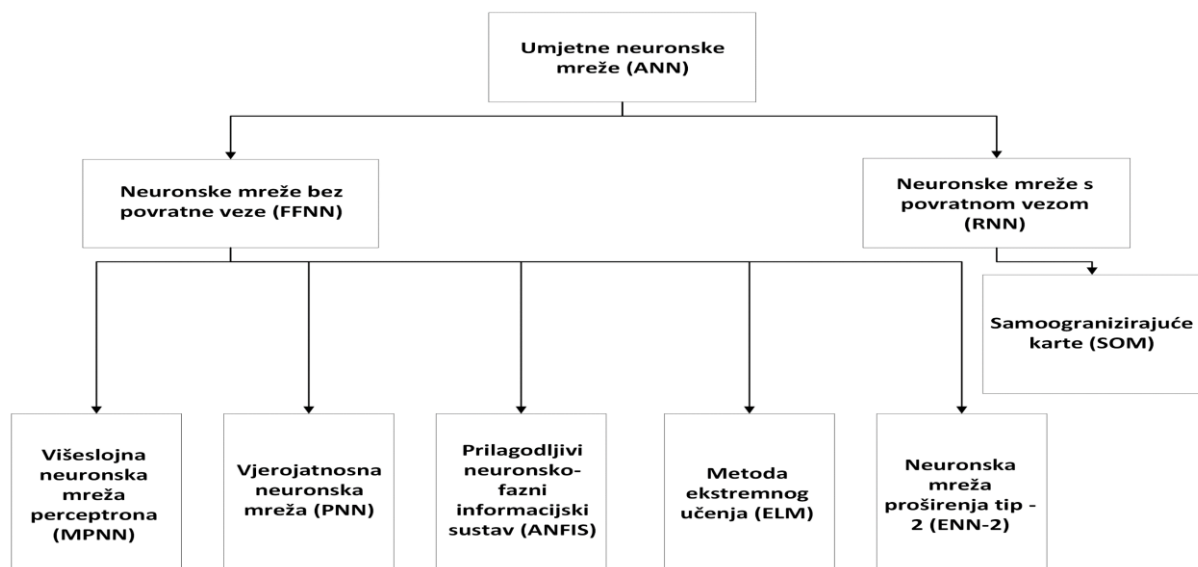 Umjetne neuronske
mreže (ANN)
Neuronske mreže bez
povratne veze (FFNN)
Neuronske mreže s
povratnom vezom
(RNN)
Samoogranizirajuće
karte (SOM)
Višeslojna
neuronska
mreža
perceptrona
(MPNN)
Vjerojatnosna
neuronska
mreža (PNN)
Prilagodljivi
neuronsko-
fazni
informacijski
sustav (ANFIS)
Metoda
ekstremnog
učenja (ELM)
Neuronska
mreža
proširenja tip -
2 (ENN-2)